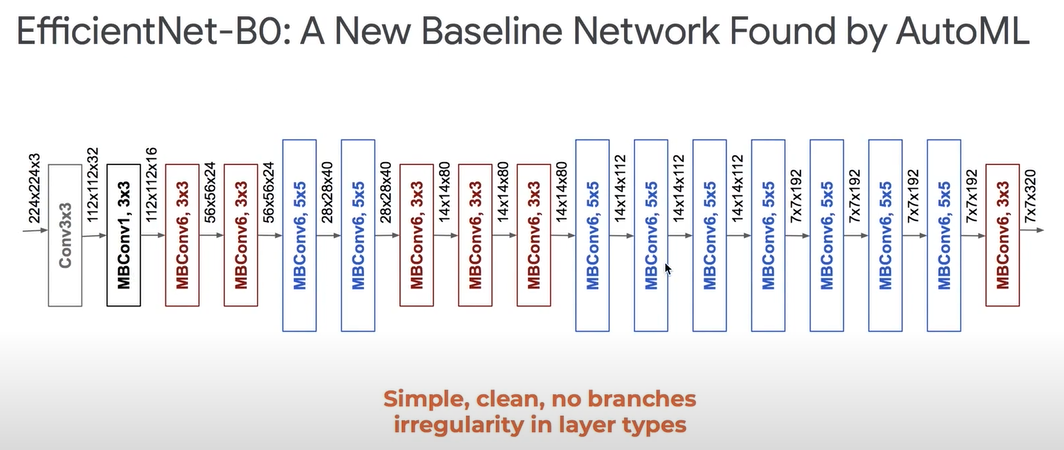 EfficientNet-B0: A New Baseline Network Found by AutoML
224x224x3
Conv3x3
112x112x32
MBConv1, 3x3
112x112x16
MBConv6, 3x3
56x56x24
MBConv6, 3x3
56x56x24
MBConv6, 5x5
28x28x40
MBConv6, 5x5
28x28x40
MBConv6, 3x3
14x14x80
MBConv6, 3x3
14x14x80
MBConv6, 3x3
14x14x80
MBConv6, 5x5
14x14x112
MBConv6, 5x5
14x14x112
MBConv6, 5x5
14x14x112
MBConv6, 5x5
7x7x192
MBConv6, 5x5
7x7x192
MBConv6, 5x5
7x7x192
MBConv6, 5x5
7x7x192
MBConv6, 3x3
7x7x320
Simple, clean, no branches
irregularity in layer types